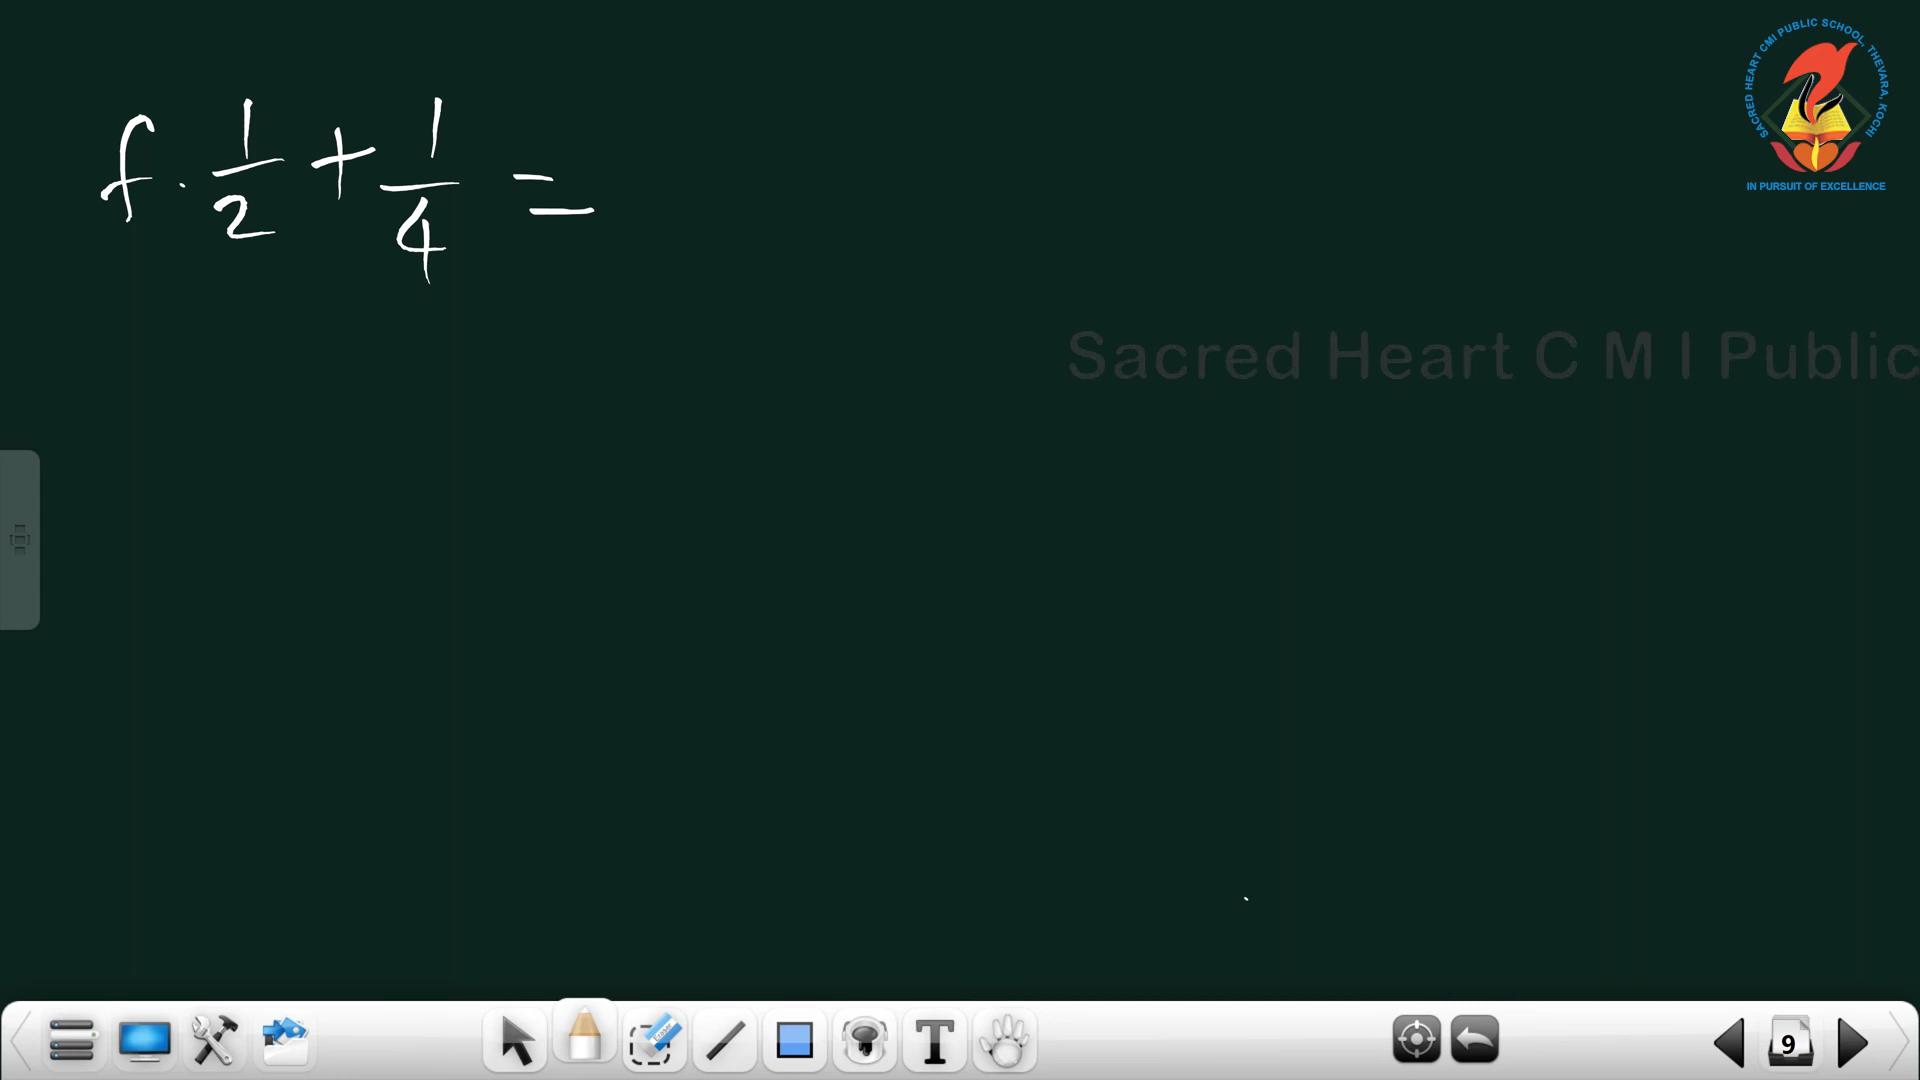 f. 1/2 + 1/4 =
SACRED HEART CMI PUBLIC SCHOOL, THEVARA, KOCHI
IN PURSUIT OF EXCELLENCE
Sacred Heart C M I Public
Eraser
T
9